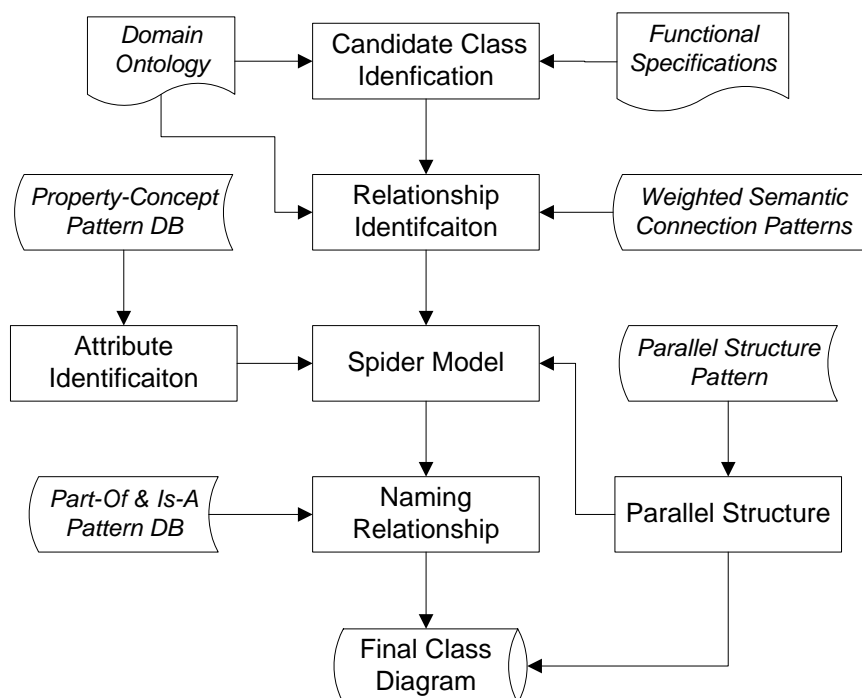 Domain
Ontology
Candidate Class
Idenfication
Functional
Specifications
Property-Concept
Pattern DB
Relationship
Identifcaiton
Weighted Semantic
Connection Patterns
Attribute
Identificaiton
Spider Model
Parallel Structure
Pattern
Part-Of & Is-A
Pattern DB
Naming
Relationship
Parallel Structure
Final Class
Diagram